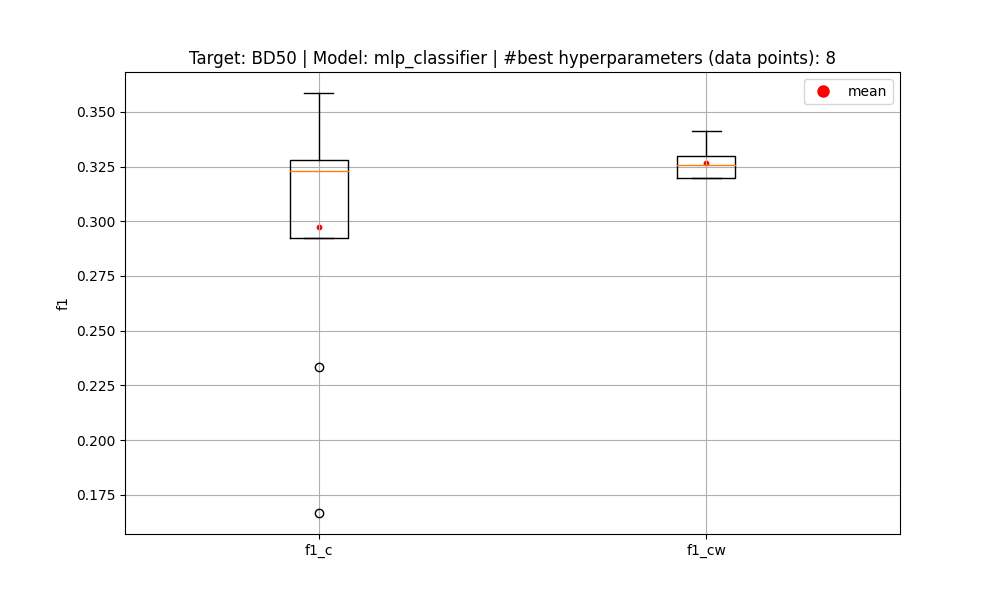 Target: BD50 | Model: mlp_classifier | #best hyperparameters (data points): 8
mean
0.350
0.325
0.300
0.275
0.250
0.225
0.200
0.175
f1
f1_c
f1_cw